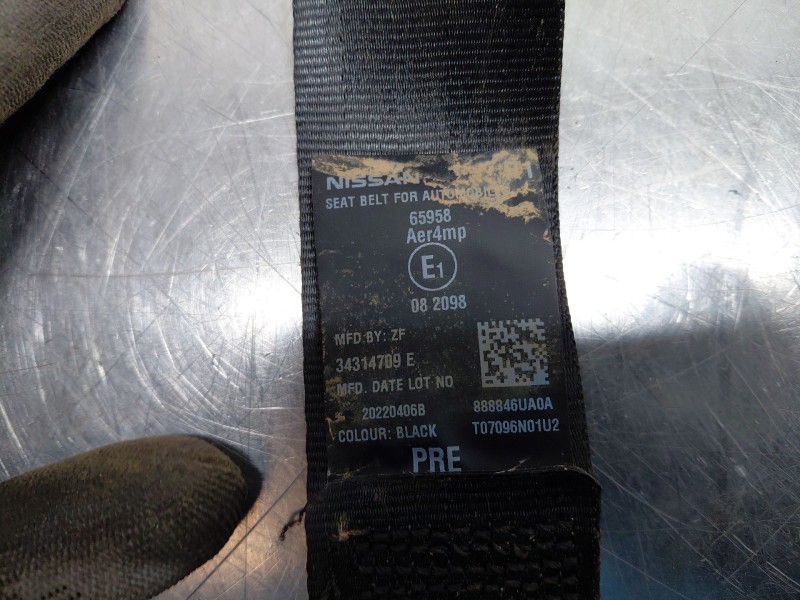 NISSAN
SEAT BELT FOR AUTOMOBILE
65958
Aer4mp
E1
08 2098
MFD BY: ZF
34314709 E
MFD. DATE LOT NO
20220406B 888846UA0A
COLOUR: BLACK T07096N01U2
PRE